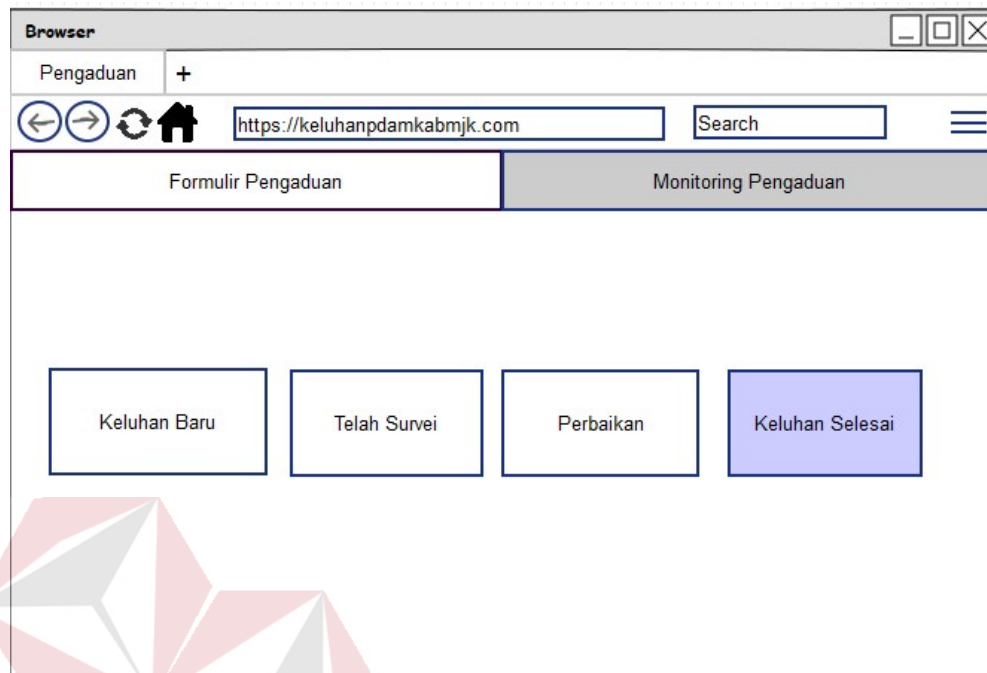 Browser
Pengaduan +
https://keluhanpdamkabmjk.com Search
Formulir Pengaduan Monitoring Pengaduan
Keluhan Baru Telah Survei Perbaikan Keluhan Selesai